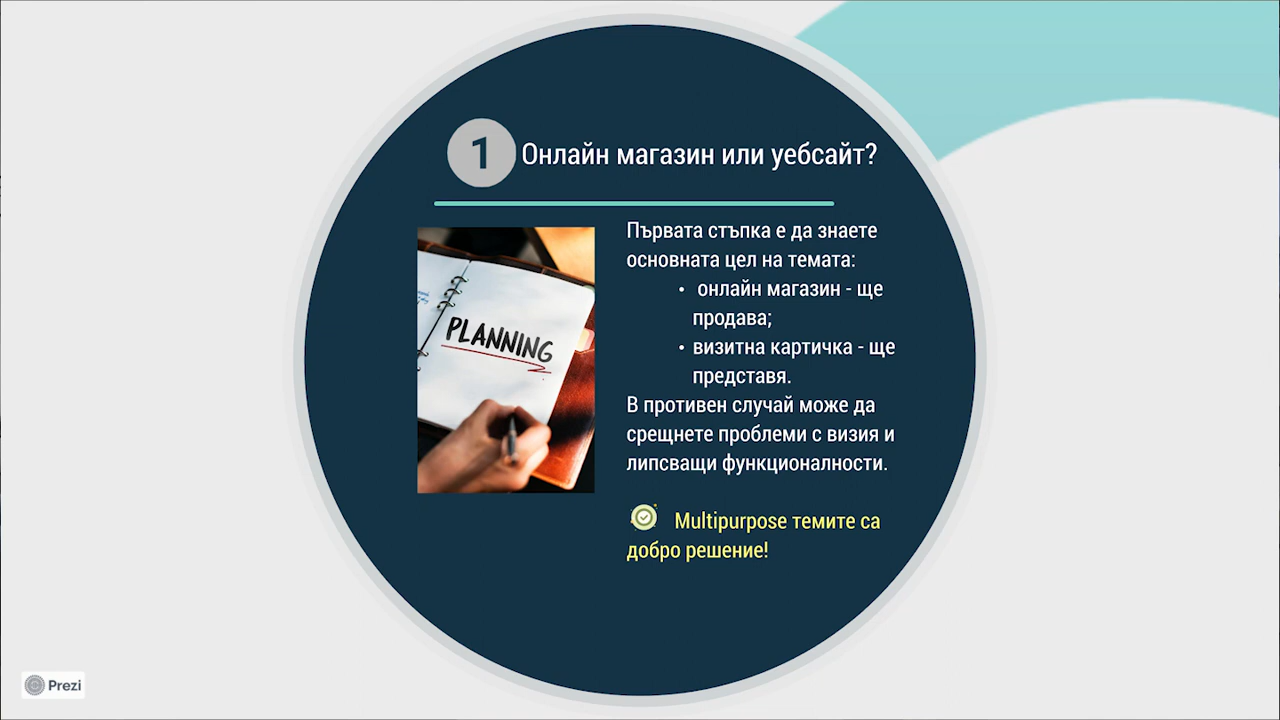 1 Онлайн магазин или уебсайт?
PLANNING
Първата стъпка е да знаете
основната цел на темата:
• онлайн магазин - ще
продава;
• визитна картичка - ще
представя.
В противен случай може да
срещнете проблеми с визия и
липсващи функционалности.
Multipurpose темите са
добро решение!
Prezi